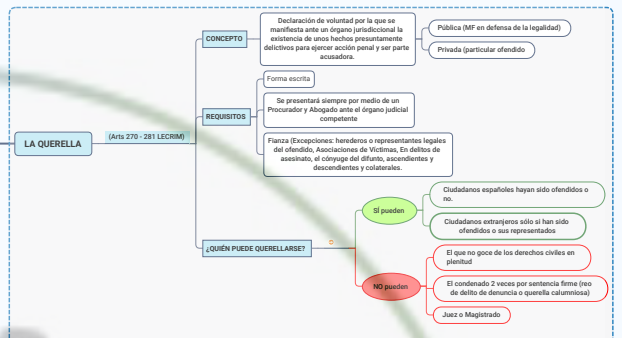 LA QUERELLA
(Arts 270 - 281 LECRIM)
CONCEPTO
Declaración de voluntad por la que se
manifiesta ante un órgano jurisdiccional la
existencia de unos hechos presuntamente
delictivos para ejercer acción penal y ser parte
acusadora.
Pública (MF en defensa de la legalidad)
Privada (particular ofendido
REQUISITOS
Forma escrita
Se presentará siempre por medio de un
Procurador y Abogado ante el órgano judicial
competente
Fianza (Excepciones: herederos o representantes legales
del ofendido, Asociaciones de Víctimas, En delitos de
asesinato, el cónyuge del difunto, ascendientes y
descendientes y colaterales.
¿QUIÉN PUEDE QUERELLARSE?
SÍ pueden
Ciudadanos españoles hayan sido ofendidos o
no.
Ciudadanos extranjeros sólo si han sido
ofendidos o sus representados
NO pueden
El que no goce de los derechos civiles en
plenitud
El condenado 2 veces por sentencia firme (reo
de delito de denuncia o querella calumniosa)
Juez o Magistrado